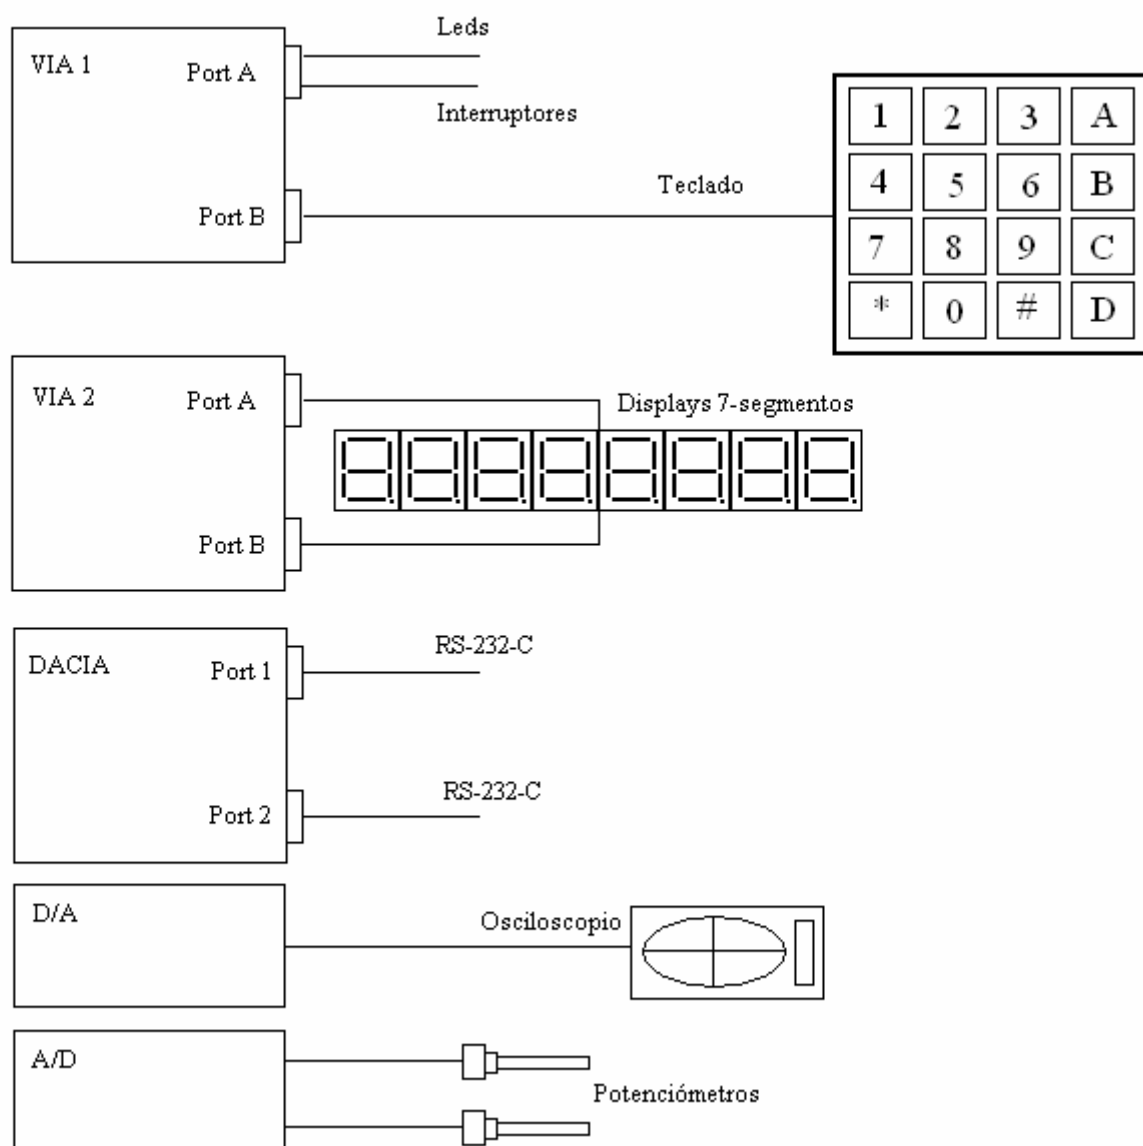 Leds
VIA 1
Port A
Interruptores
Port B
Teclado
1 2 3 A
4 5 6 B
7 8 9 C
* 0 # D
VIA 2
Port A
Displays 7-segmentos
Port B
DACIA
Port 1
RS-232-C
Port 2
RS-232-C
D/A
Osciloscopio
A/D
Potenciómetros